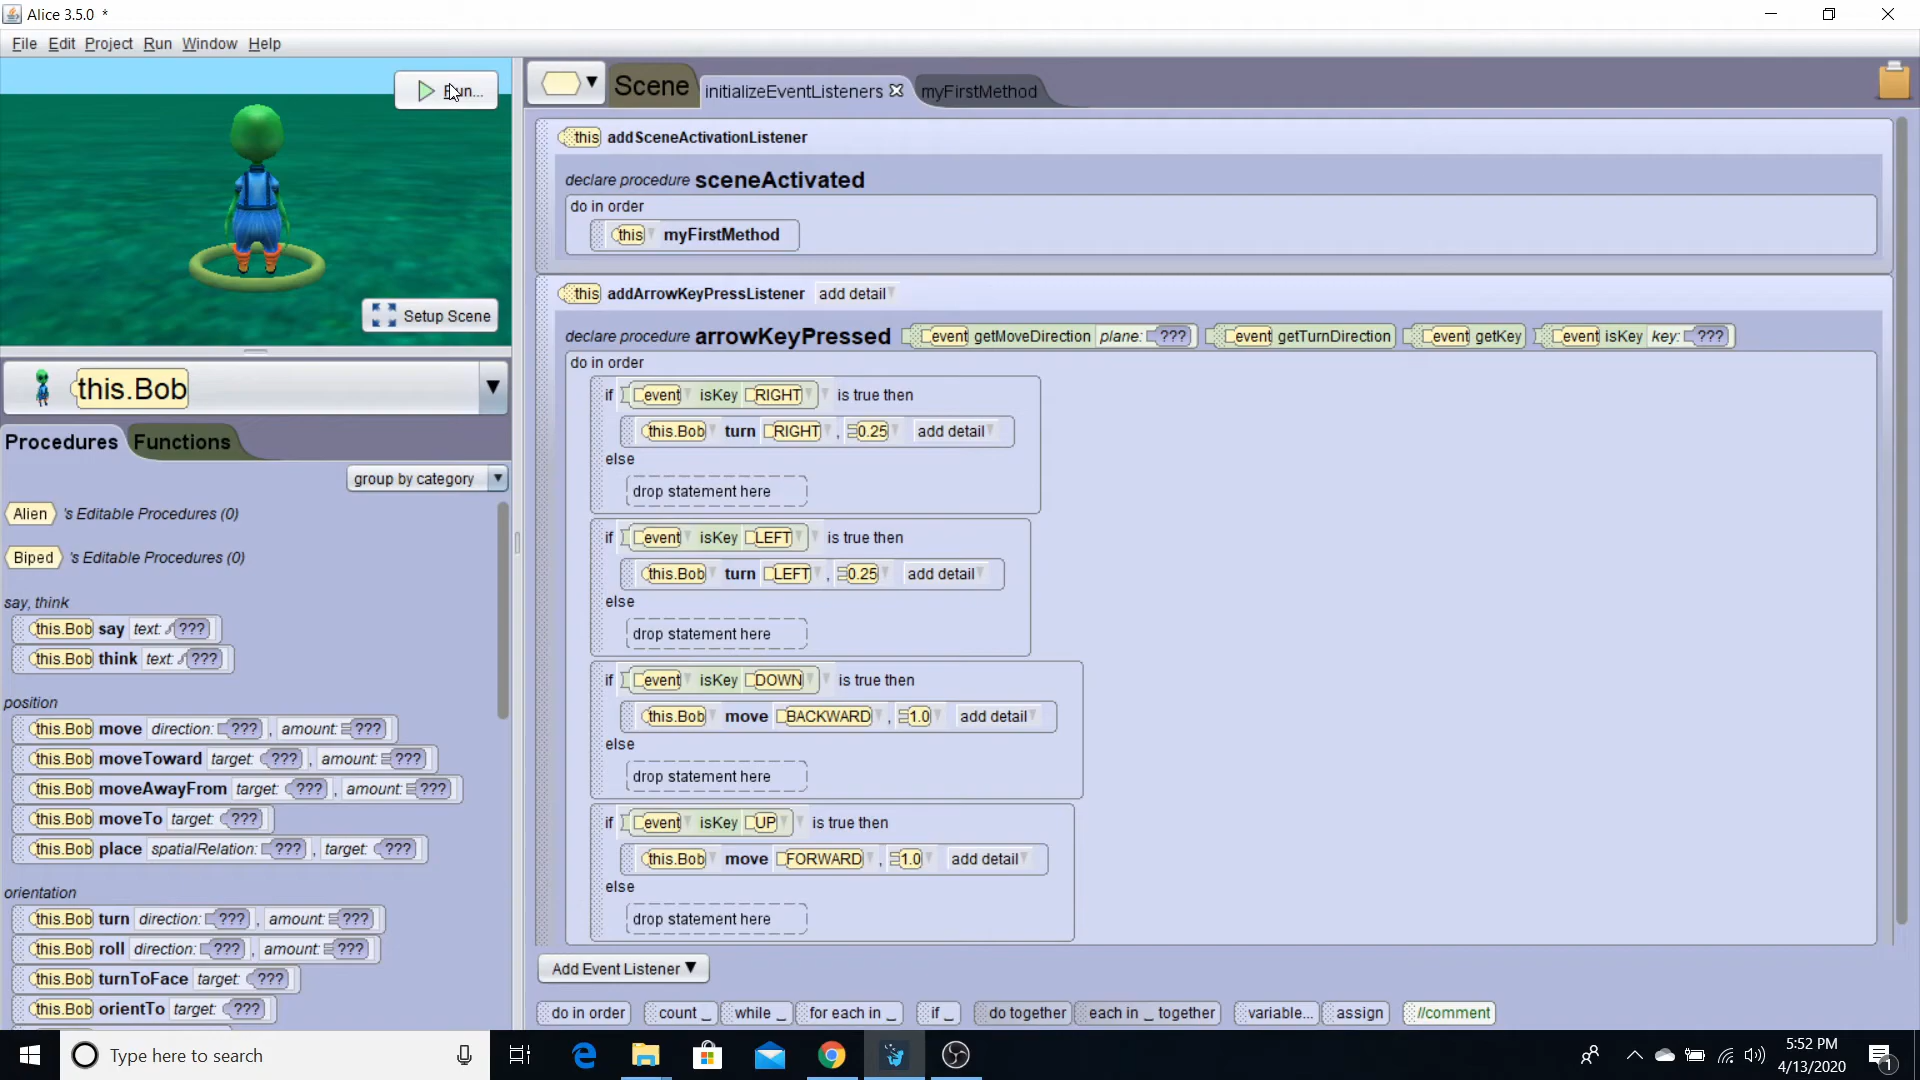 Alice 3.5.0 *
File Edit Project Run Window Help
Run...
Setup Scene
this.Bob
Procedures Functions
group by category
Alien 's Editable Procedures (0)
Biped 's Editable Procedures (0)
say, think
this.Bob say text: ???
this.Bob think text: ???
position
this.Bob move direction: ??? , amount: ???
this.Bob moveToward target: ??? , amount: ???
this.Bob moveAwayFrom target: ??? , amount: ???
this.Bob moveTo target: ???
this.Bob place spatialRelation: ??? , target: ???
orientation
this.Bob turn direction: ??? , amount: ???
this.Bob roll direction: ??? , amount: ???
this.Bob turnToFace target: ???
this.Bob orientTo target: ???
Scene initializeEventListeners myFirstMethod
this addSceneActivationListener
declare procedure sceneActivated
do in order
this myFirstMethod
this addArrowKeyPressListener add detail
declare procedure arrowKeyPressed event getMoveDirection plane: ??? event getTurnDirection event getKey event isKey key: ???
do in order
if event isKey RIGHT is true then
this.Bob turn RIGHT , 0.25 add detail
else
drop statement here
if event isKey LEFT is true then
this.Bob turn LEFT , 0.25 add detail
else
drop statement here
if event isKey DOWN is true then
this.Bob move BACKWARD , 1.0 add detail
else
drop statement here
if event isKey UP is true then
this.Bob move FORWARD , 1.0 add detail
else
drop statement here
Add Event Listener
do in order count _ while _ for each in _ if _ do together each in _ together variable... assign //comment
Type here to search
5:52 PM
4/13/2020
1